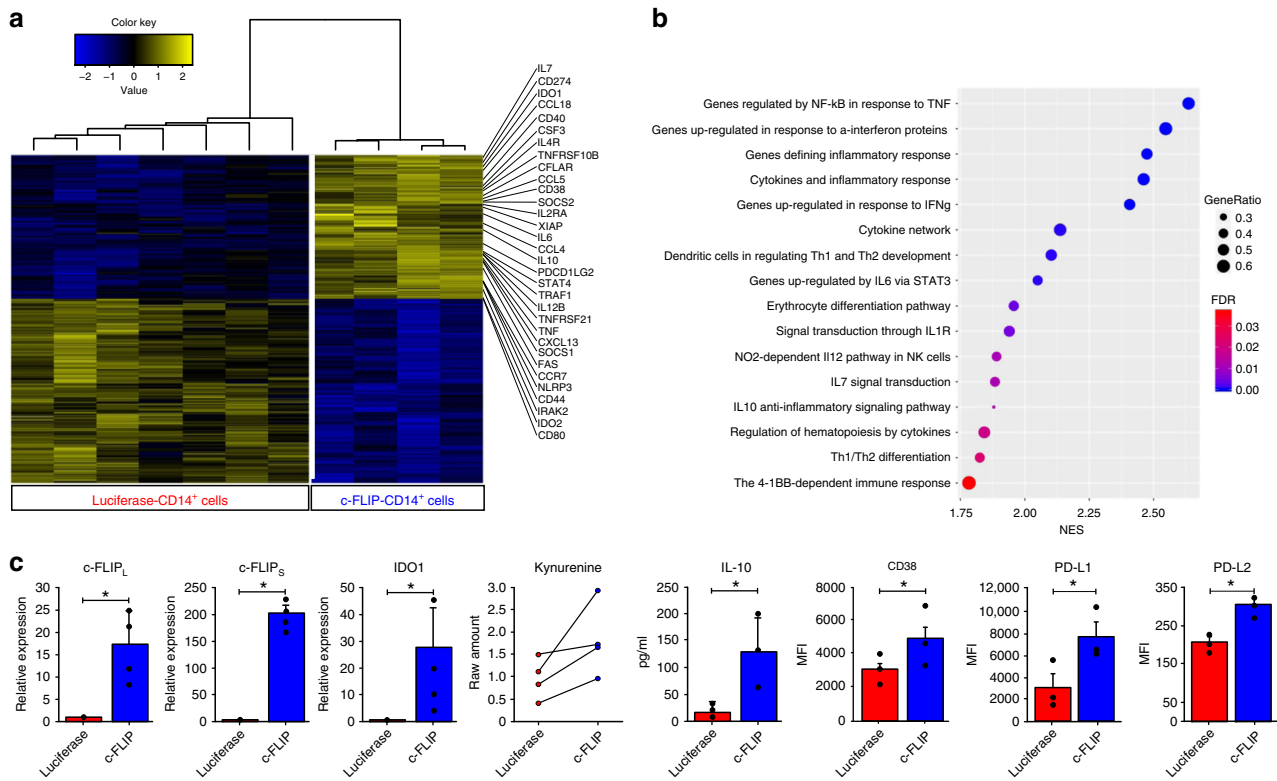 a
Color key
−2 −1 0 1 2
Value
IL7
CD274
IDO1
CCL18
CD40
CSF3
IL4R
TNFRSF10B
CFLAR
CCL5
CD38
SOCS2
IL2RA
XIAP
IL6
CCL4
IL10
PDCD1LG2
STAT4
TRAF1
IL12B
TNFRSF21
TNF
CXCL13
SOCS1
FAS
CCR7
NLRP3
CD44
IRAK2
IDO2
CD80
Luciferase-CD14+ cells
c-FLIP-CD14+ cells
b
Genes regulated by NF-kB in response to TNF
Genes up-regulated in response to a-interferon proteins
Genes defining inflammatory response
Cytokines and inflammatory response
Genes up-regulated in response to IFNg
Cytokine network
Dendritic cells in regulating Th1 and Th2 development
Genes up-regulated by IL6 via STAT3
Erythrocyte differentiation pathway
Signal transduction through IL1R
NO2-dependent Il12 pathway in NK cells
IL7 signal transduction
IL10 anti-inflammatory signaling pathway
Regulation of hematopoiesis by cytokines
Th1/Th2 differentiation
The 4-1BB-dependent immune response
1.75 2.00 2.25 2.50
NES
GeneRatio
0.3
0.4
0.5
0.6
FDR
0.03
0.02
0.01
0.00
c
c-FLIPL
Relative expression
30
25
20
15
10
5
0
*
Luciferase
c-FLIP
c-FLIPS
Relative expression
250
200
150
100
50
0
*
Luciferase
c-FLIP
IDO1
Relative expression
50
40
30
20
10
0
*
Luciferase
c-FLIP
Kynurenine
Raw amount
3.0
2.5
2.0
1.5
1.0
0.5
0.0
Luciferase
c-FLIP
IL-10
pg/ml
250
200
150
100
50
0
*
Luciferase
c-FLIP
CD38
MFI
8000
6000
4000
2000
0
*
Luciferase
c-FLIP
PD-L1
MFI
12,000
10,000
8000
6000
4000
2000
0
*
Luciferase
c-FLIP
PD-L2
MFI
350
250
150
50
0
*
Luciferase
c-FLIP